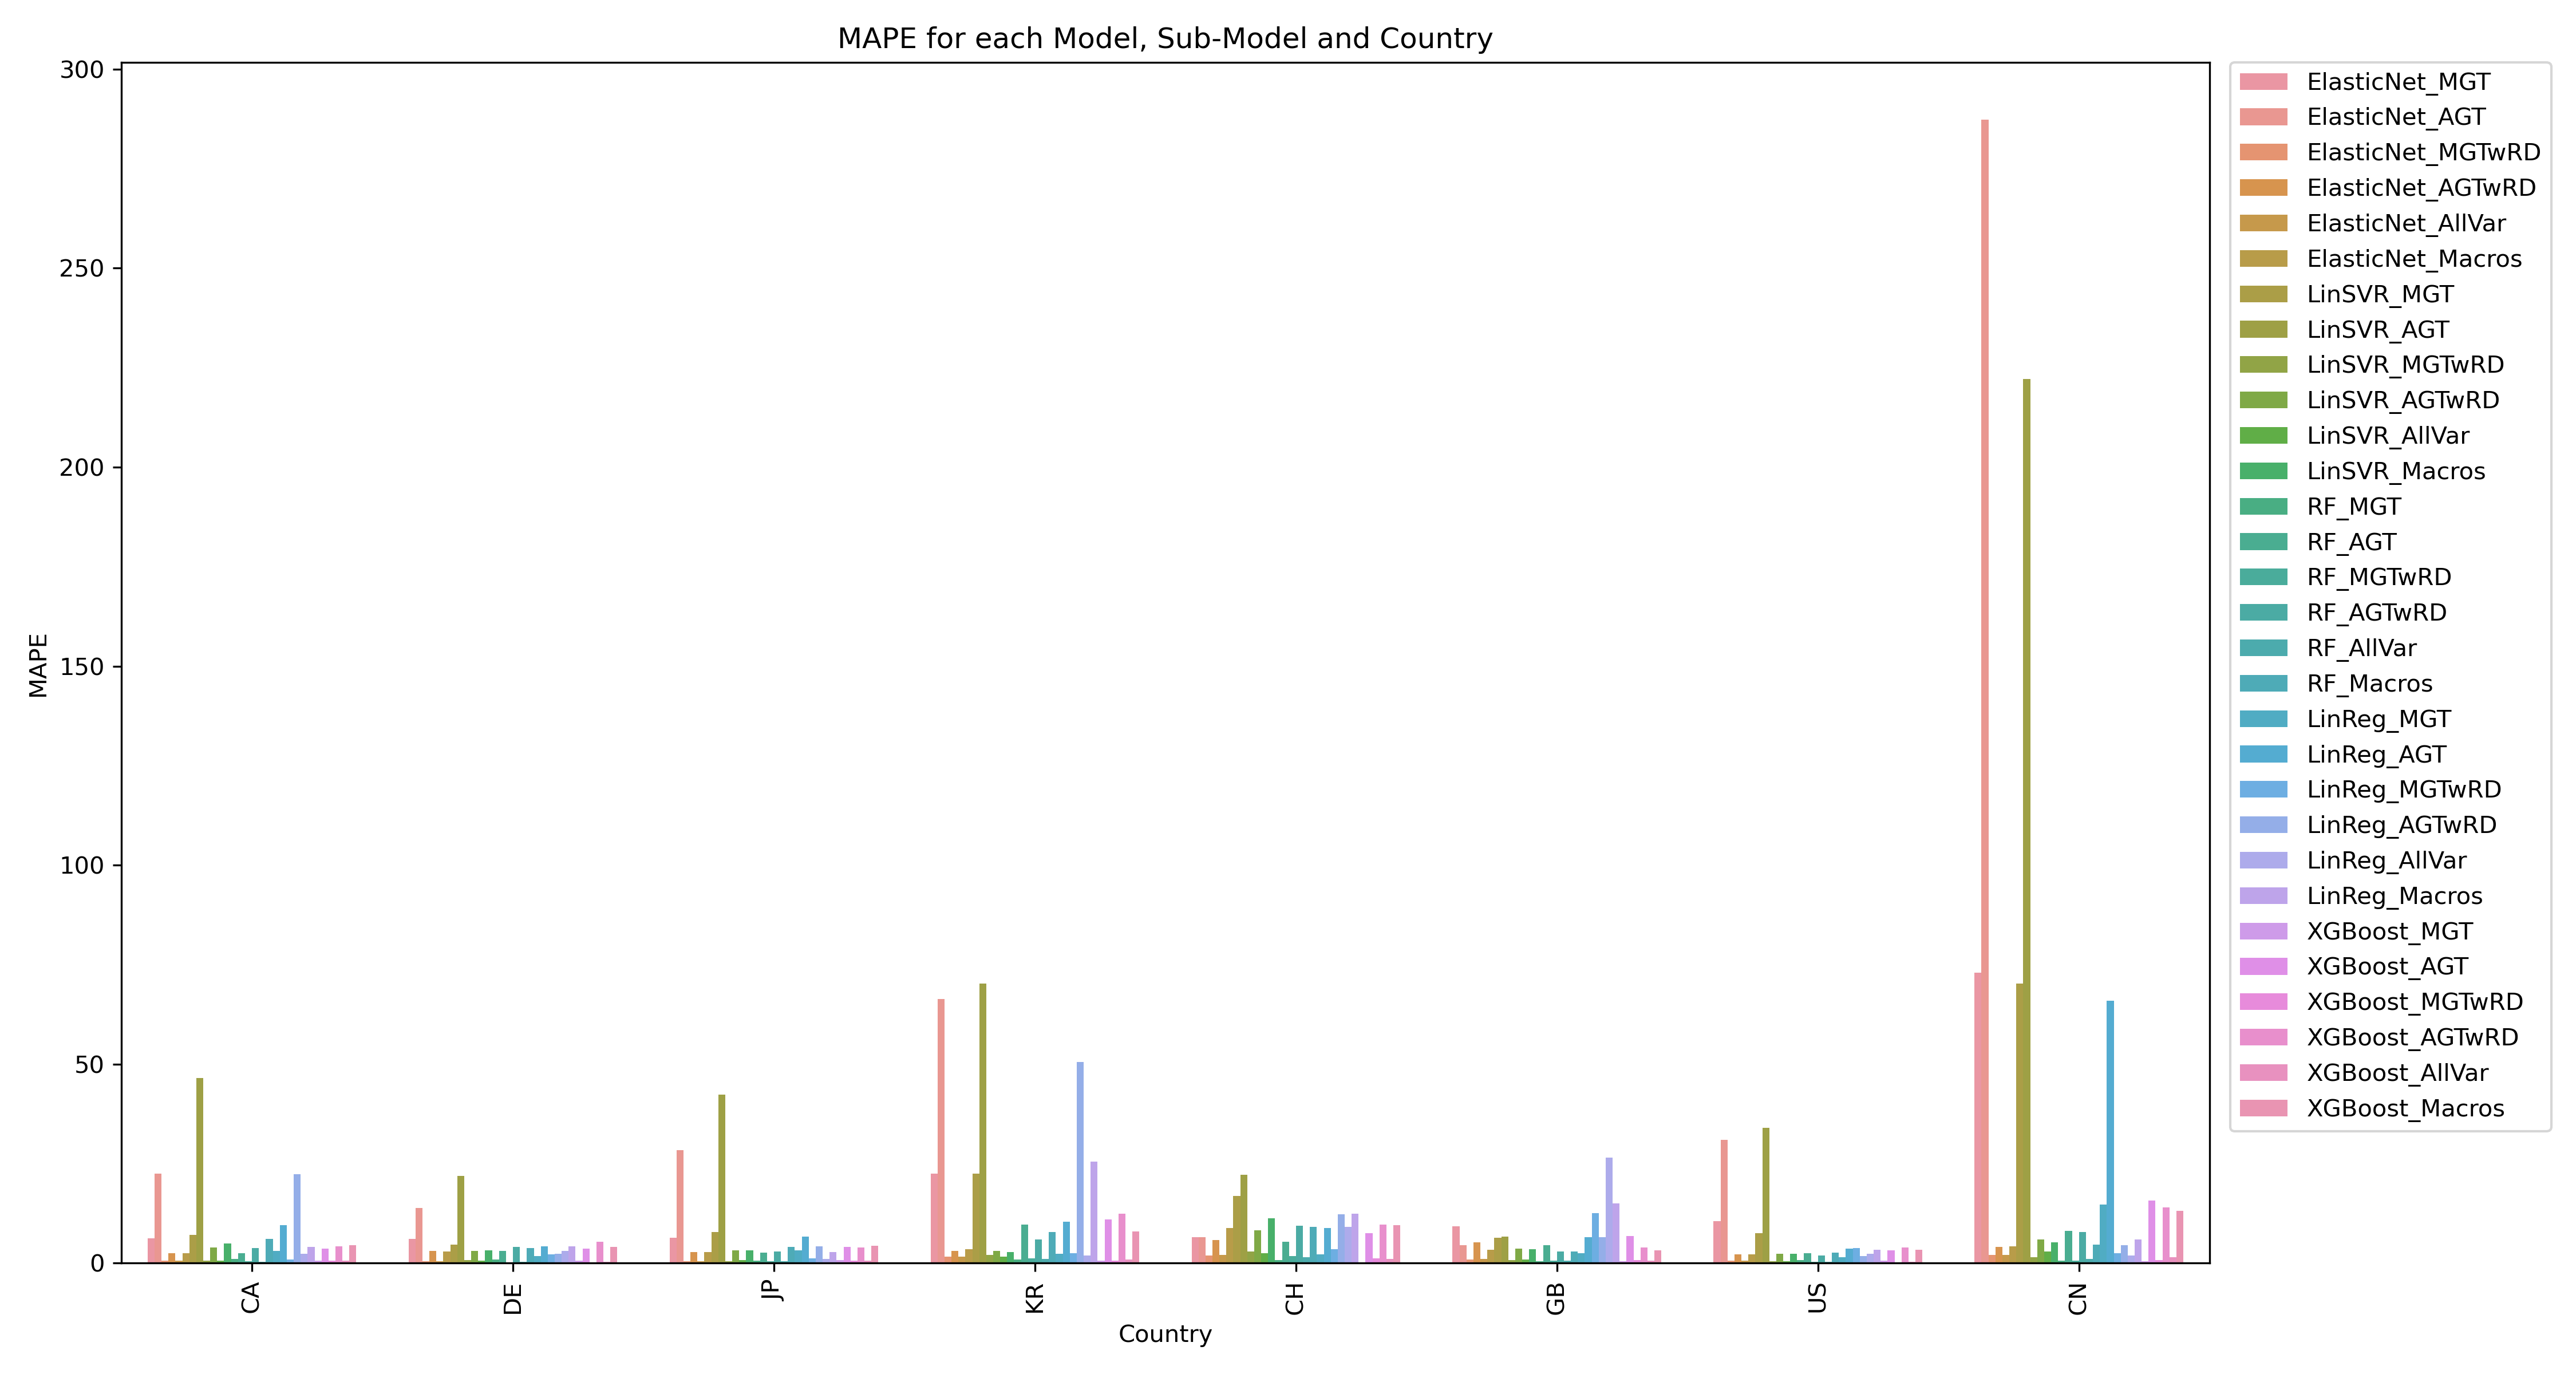 MAPE for each Model, Sub-Model and Country
300
250
200
150
100
50
0
MAPE
CA
DE
JP
KR
CH
GB
US
CN
Country
ElasticNet_MGT
ElasticNet_AGT
ElasticNet_MGTwRD
ElasticNet_AGTwRD
ElasticNet_AllVar
ElasticNet_Macros
LinSVR_MGT
LinSVR_AGT
LinSVR_MGTwRD
LinSVR_AGTwRD
LinSVR_AllVar
LinSVR_Macros
RF_MGT
RF_AGT
RF_MGTwRD
RF_AGTwRD
RF_AllVar
RF_Macros
LinReg_MGT
LinReg_AGT
LinReg_MGTwRD
LinReg_AGTwRD
LinReg_AllVar
LinReg_Macros
XGBoost_MGT
XGBoost_AGT
XGBoost_MGTwRD
XGBoost_AGTwRD
XGBoost_AllVar
XGBoost_Macros